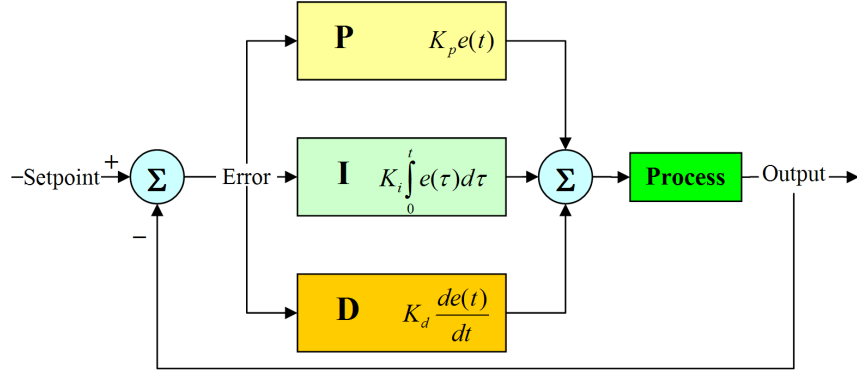 P K_p e(t)
−Setpoint
+
Σ
Error
I K_i ∫_0^t e(τ)dτ
Σ
Process
Output
−
D K_d de(t)/dt